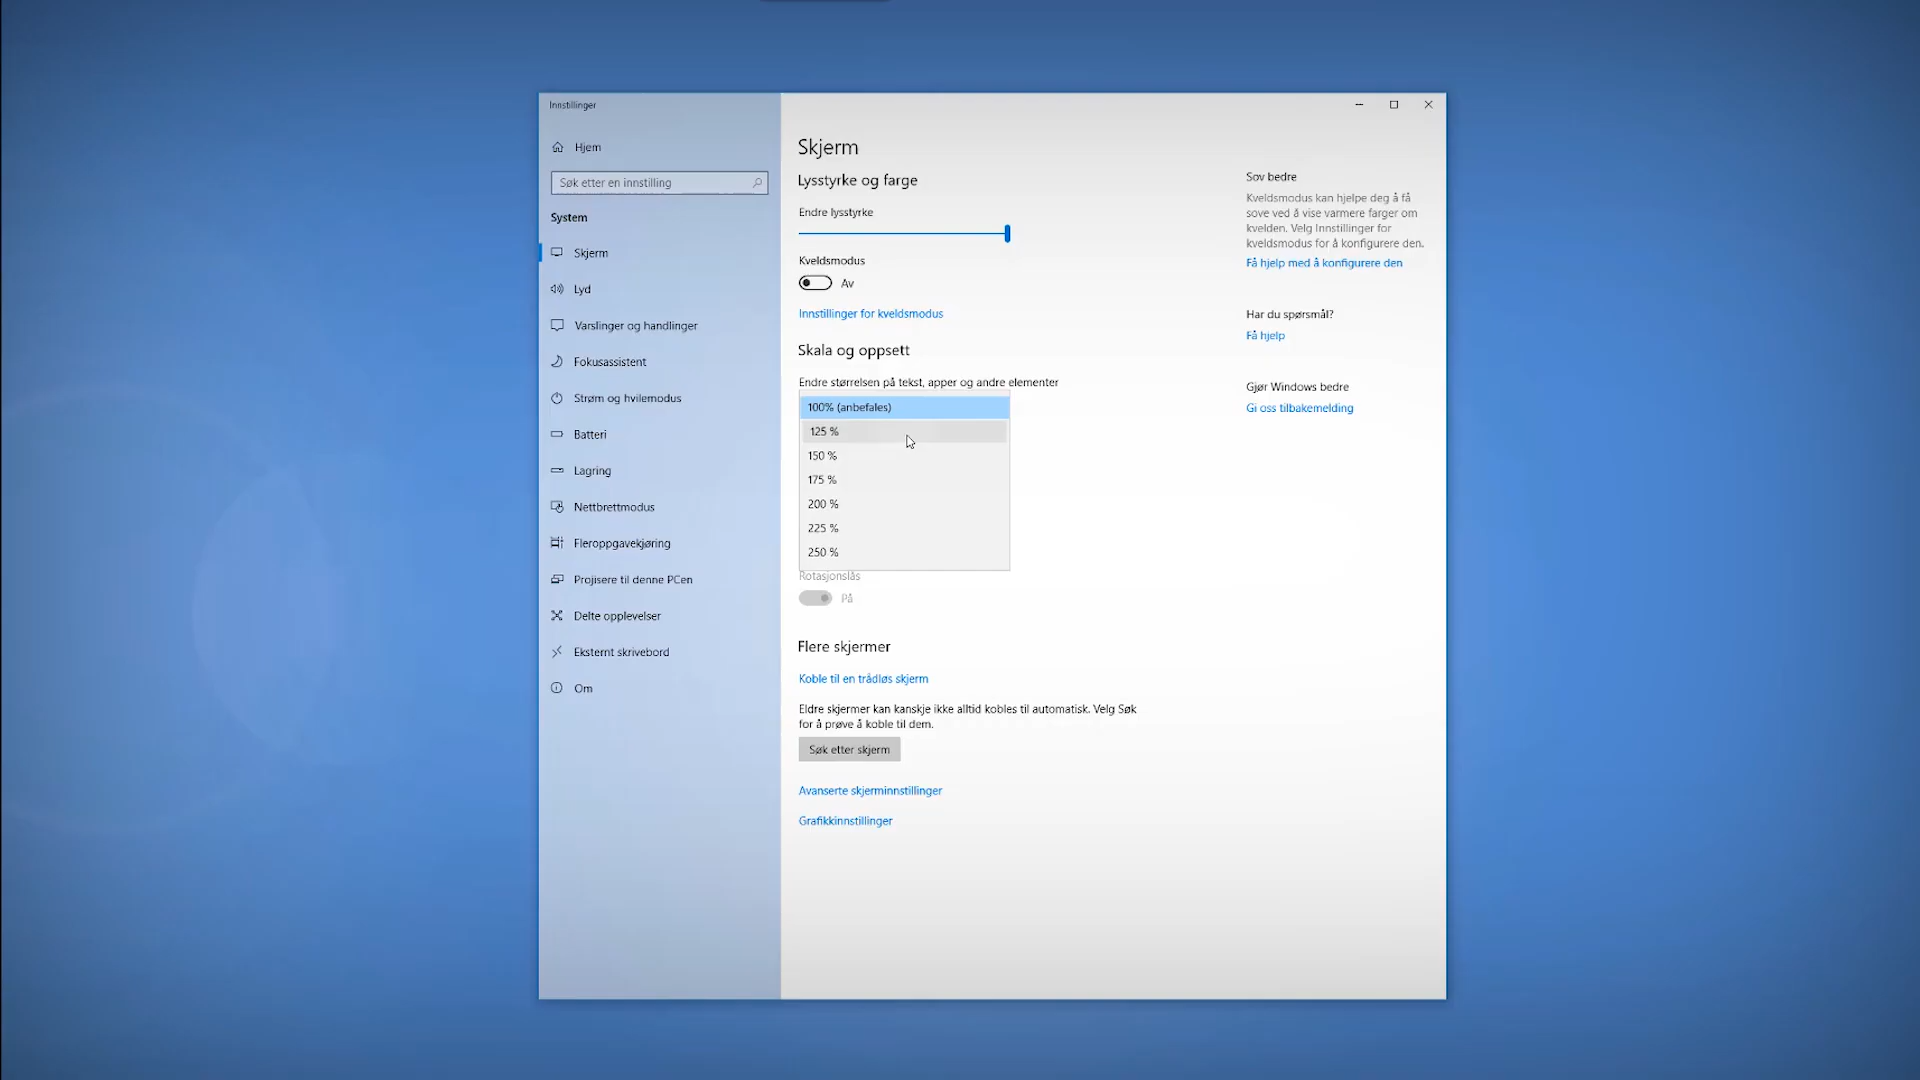 Innstillinger
Hjem
Søk etter en innstilling
System
Skjerm
Lyd
Varslinger og handlinger
Fokusassistent
Strøm og hvilemodus
Batteri
Lagring
Nettbrettmodus
Fleroppgavekjøring
Projisere til denne PCen
Delte opplevelser
Eksternt skrivebord
Om
Skjerm
Lysstyrke og farge
Endre lysstyrke
Kveldsmodus
Av
Innstillinger for kveldsmodus
Skala og oppsett
Endre størrelsen på tekst, apper og andre elementer
100% (anbefales)
125 %
150 %
175 %
200 %
225 %
250 %
Rotasjonslås
På
Flere skjermer
Koble til en trådløs skjerm
Eldre skjermer kan kanskje ikke alltid kobles til automatisk. Velg Søk
for å prøve å koble til dem.
Søk etter skjerm
Avanserte skjerminnstillinger
Grafikkinnstillinger
Sov bedre
Kveldsmodus kan hjelpe deg å få
sove ved å vise varmere farger om
kvelden. Velg Innstillinger for
kveldsmodus for å konfigurere den.
Få hjelp med å konfigurere den
Har du spørsmål?
Få hjelp
Gjør Windows bedre
Gi oss tilbakemelding